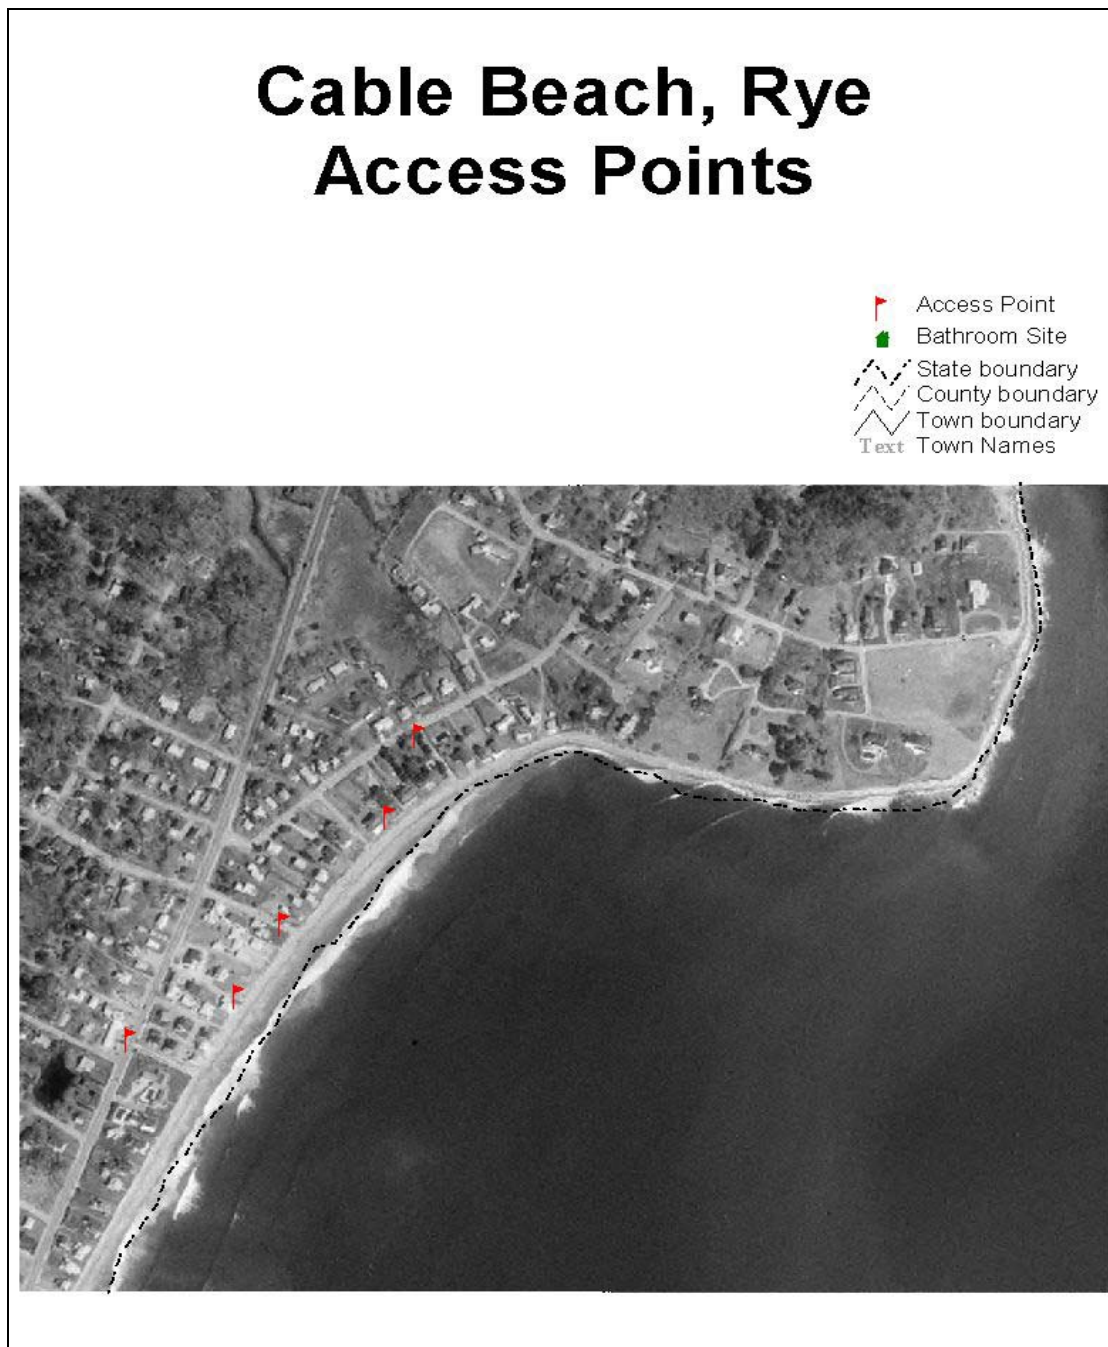 Cable Beach, Rye
Access Points
Access Point
Bathroom Site
State boundary
County boundary
Town boundary
Text Town Names